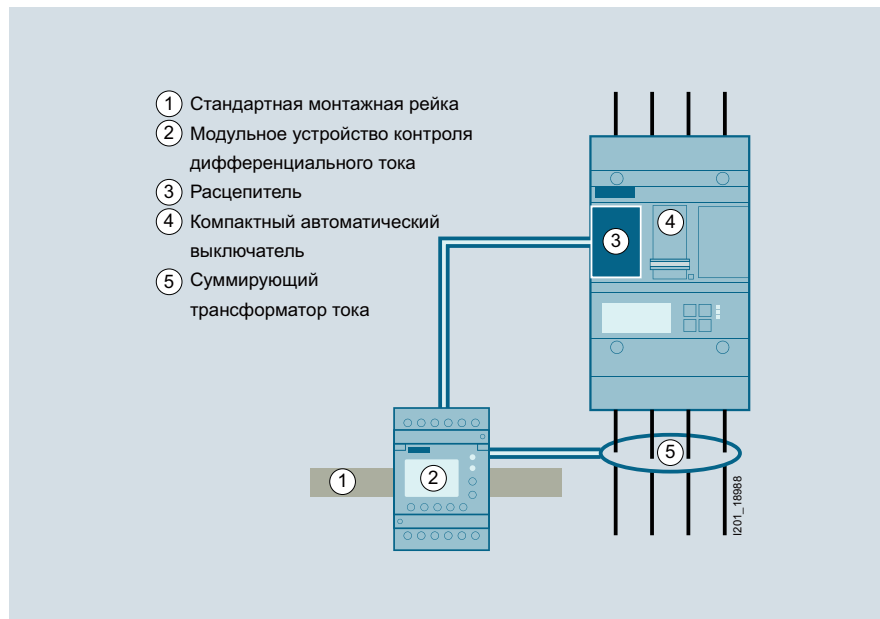 1 Стандартная монтажная рейка
2 Модульное устройство контроля
дифференциального тока
3 Расцепитель
4 Компактный автоматический
выключатель
5 Суммирующий
трансформатор тока
3
4
5
1
2
I201_18988